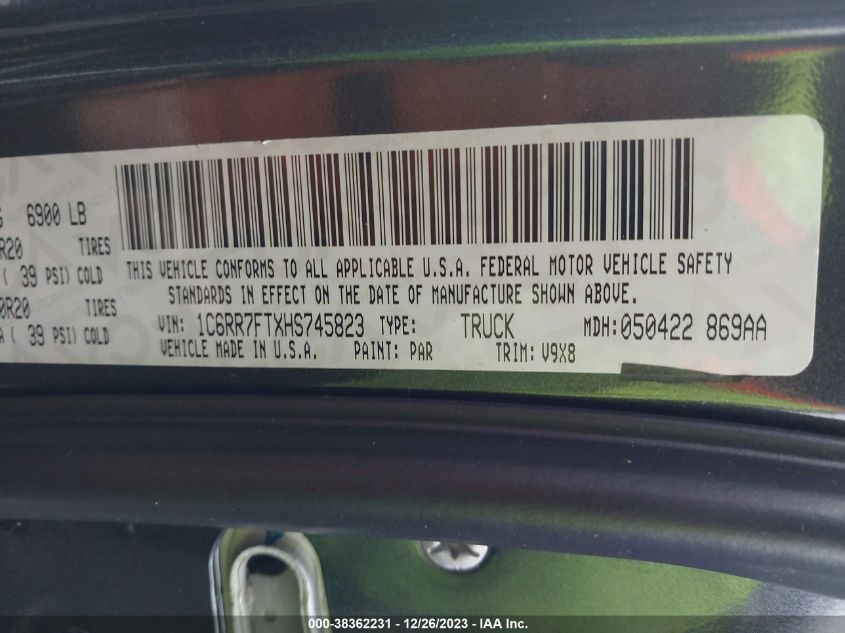 6900 LB
R20 TIRES
( 39 PSI) COLD
0R20 TIRES
( 39 PSI) COLD
THIS VEHICLE CONFORMS TO ALL APPLICABLE U.S.A. FEDERAL MOTOR VEHICLE SAFETY
STANDARDS IN EFFECT ON THE DATE OF MANUFACTURE SHOWN ABOVE.
VIN: 1C6RR7FTXHS745823 TYPE: TRUCK MDH:050422 869AA
VEHICLE MADE IN U.S.A. PAINT: PAR TRIM: V9X8
000-38362231 - 12/26/2023 - IAA Inc.